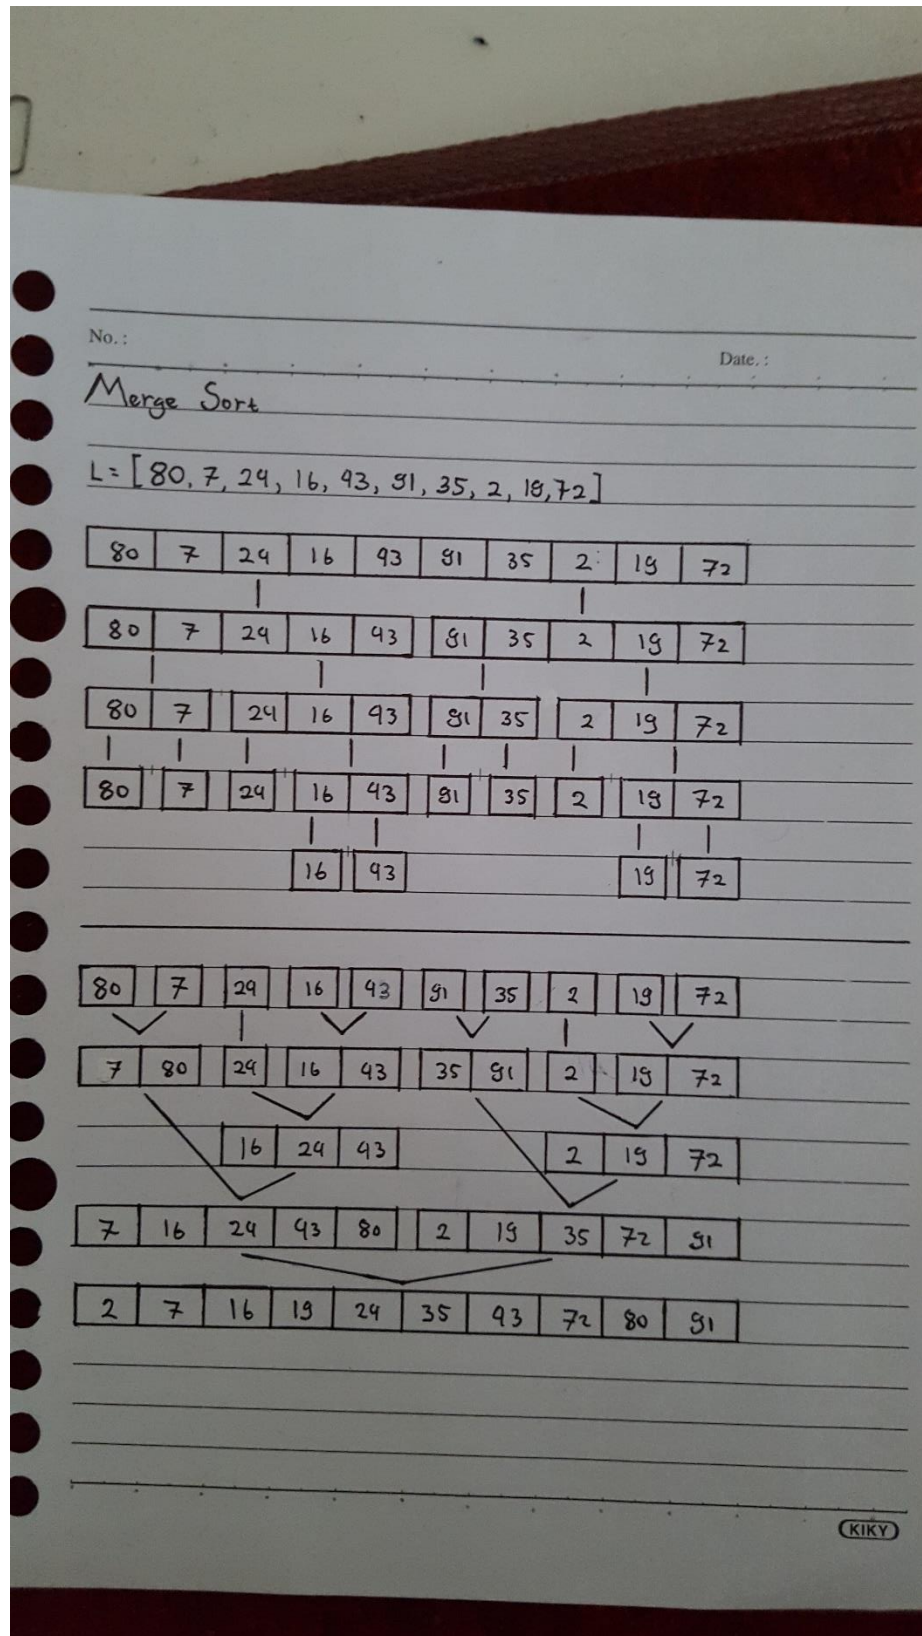 No. :
Date. :
Merge Sort
L = [80, 7, 24, 16, 43, 91, 35, 2, 19, 72]
80 7 24 16 43 91 35 2 19 72
80 7 24 16 43 91 35 2 19 72
80 7 24 16 43 91 35 2 19 72
80 7 24 16 43 91 35 2 19 72
16 43 19 72
80 7 24 16 43 91 35 2 19 72
7 80 24 16 43 35 91 2 19 72
16 24 43 2 19 72
7 16 24 43 80 2 19 35 72 91
2 7 16 19 24 35 43 72 80 91
KIKY